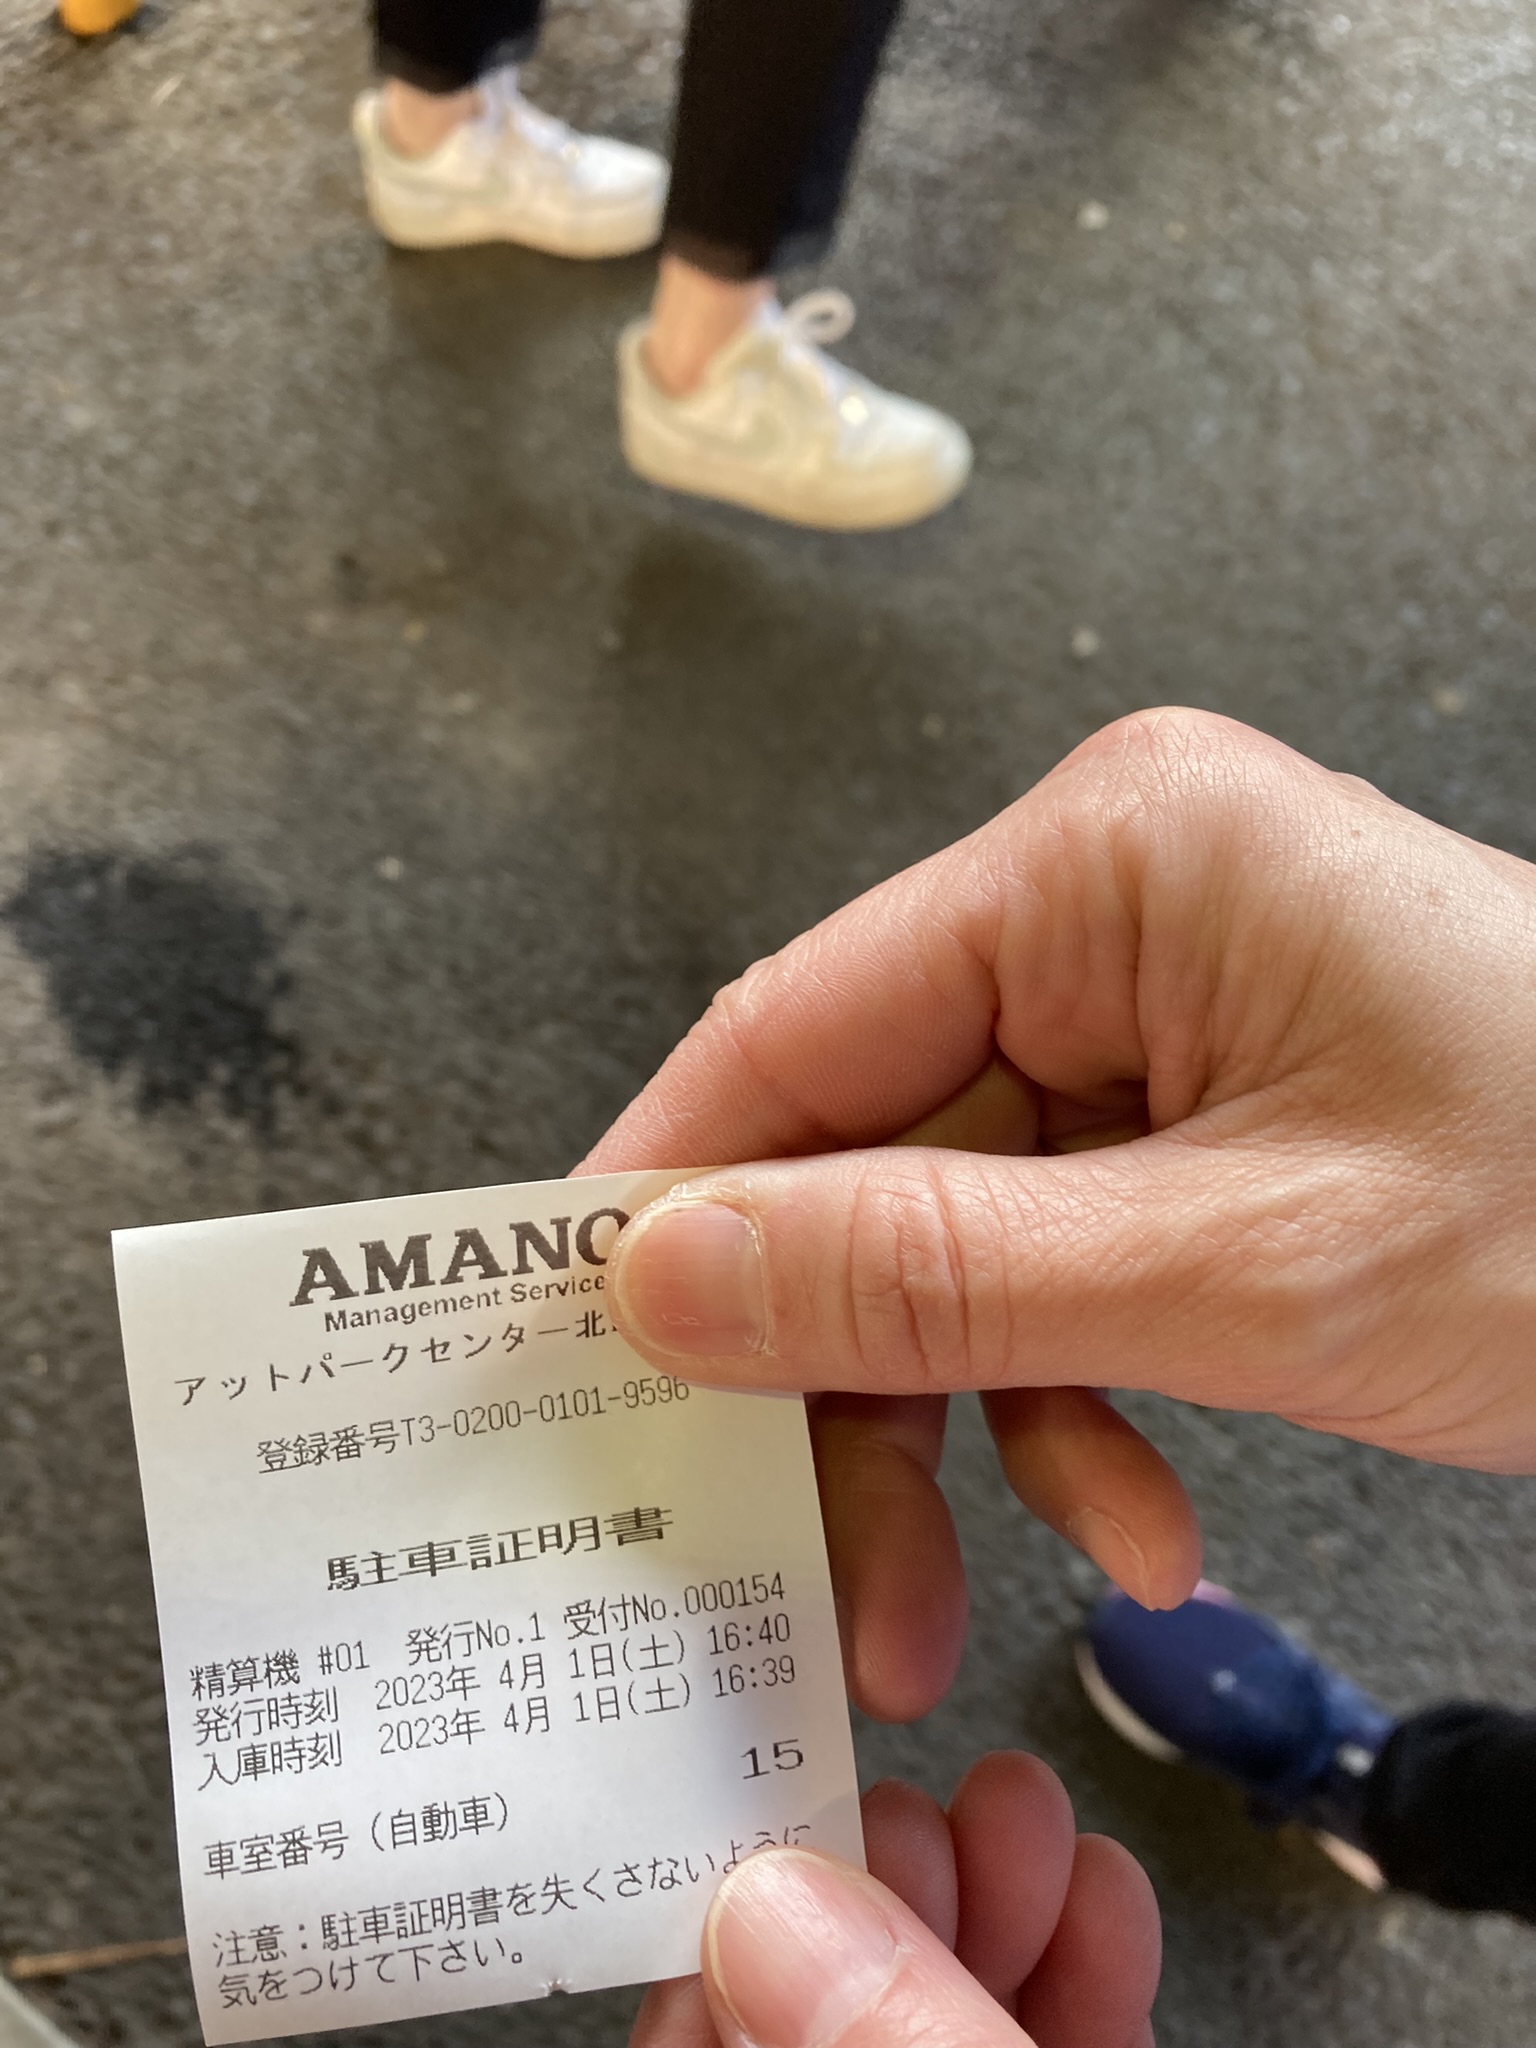 AMANO
Management Service
アットパークセンター北
登録番号T3-0200-0101-9596
駐車証明書
精算機 #01 発行No.1 受付No.000154
発行時刻 2023年 4月 1日(土) 16:40
入庫時刻 2023年 4月 1日(土) 16:39
15
車室番号（自動車）
注意：駐車証明書を失くさないように
気をつけて下さい。